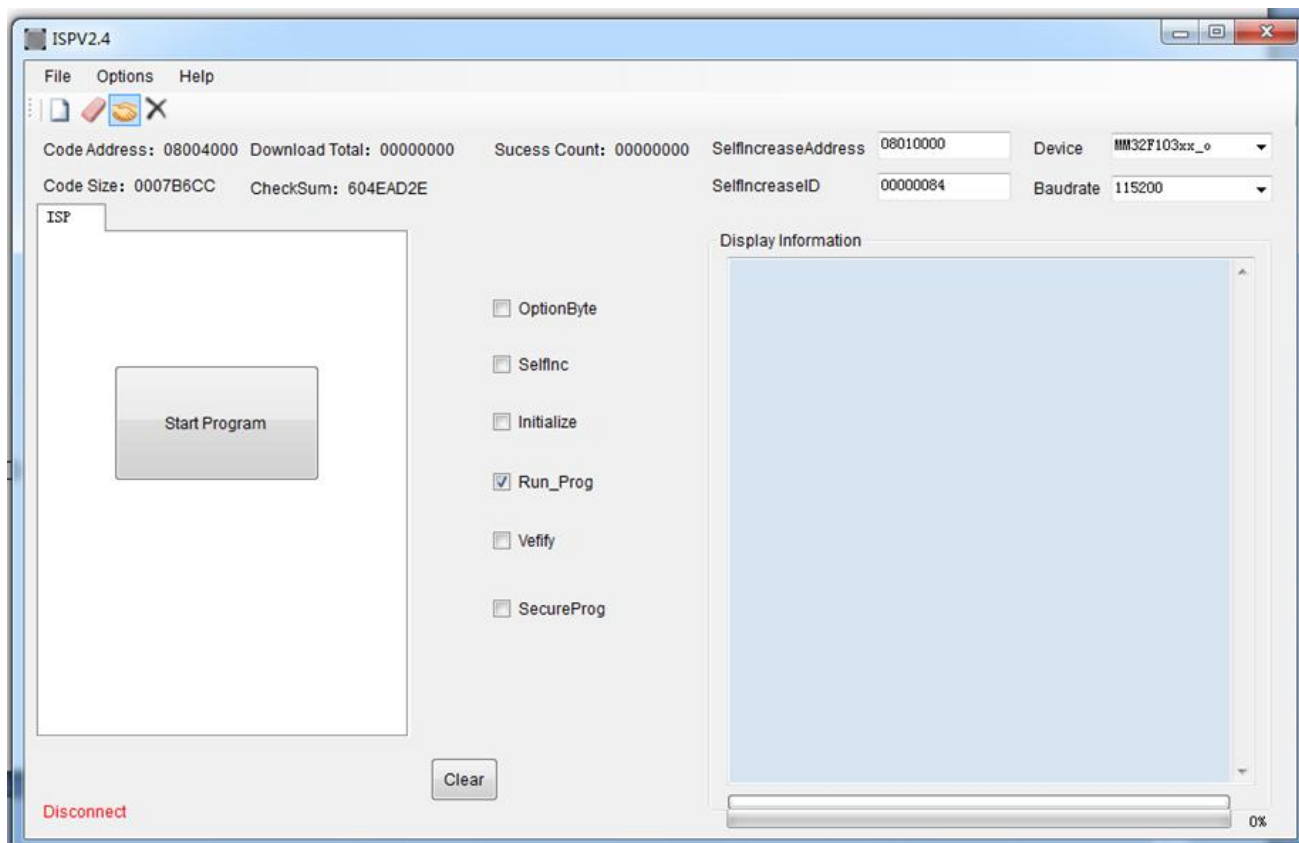 ISPV2.4
File Options Help
Code Address: 08004000 Download Total: 00000000 Sucess Count: 00000000 SelfIncreaseAddress 08010000 Device MM32F103xx_o
Code Size: 0007B6CC CheckSum: 604EAD2E SelfIncreaseID 00000084 Baudrate 115200
ISP
Display Information
OptionByte
SelfInc
Start Program
Initialize
Run_Prog
Vefify
SecureProg
Clear
Disconnect
0%